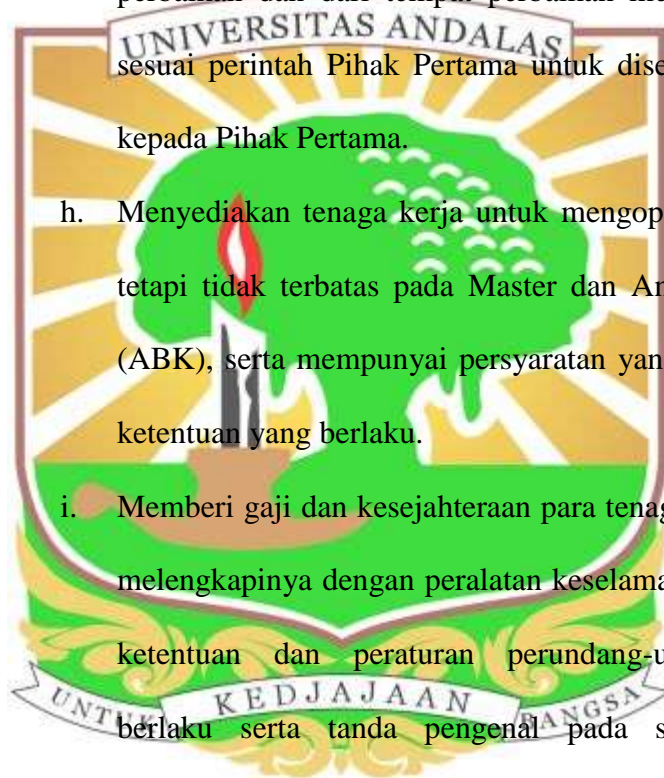 UNIVERSITAS ANDALAS
sesuai perintah Pihak Pertama untuk dise
kepada Pihak Pertama.
h. Menyediakan tenaga kerja untuk mengop
tetapi tidak terbatas pada Master dan An
(ABK), serta mempunyai persyaratan yan
ketentuan yang berlaku.
i. Memberi gaji dan kesejahteraan para tenag
melengkapinya dengan peralatan keselama
ketentuan dan peraturan perundang-u
berlaku serta tanda pengenal pada s
UNTUK KEDJAJAAN BANGSA